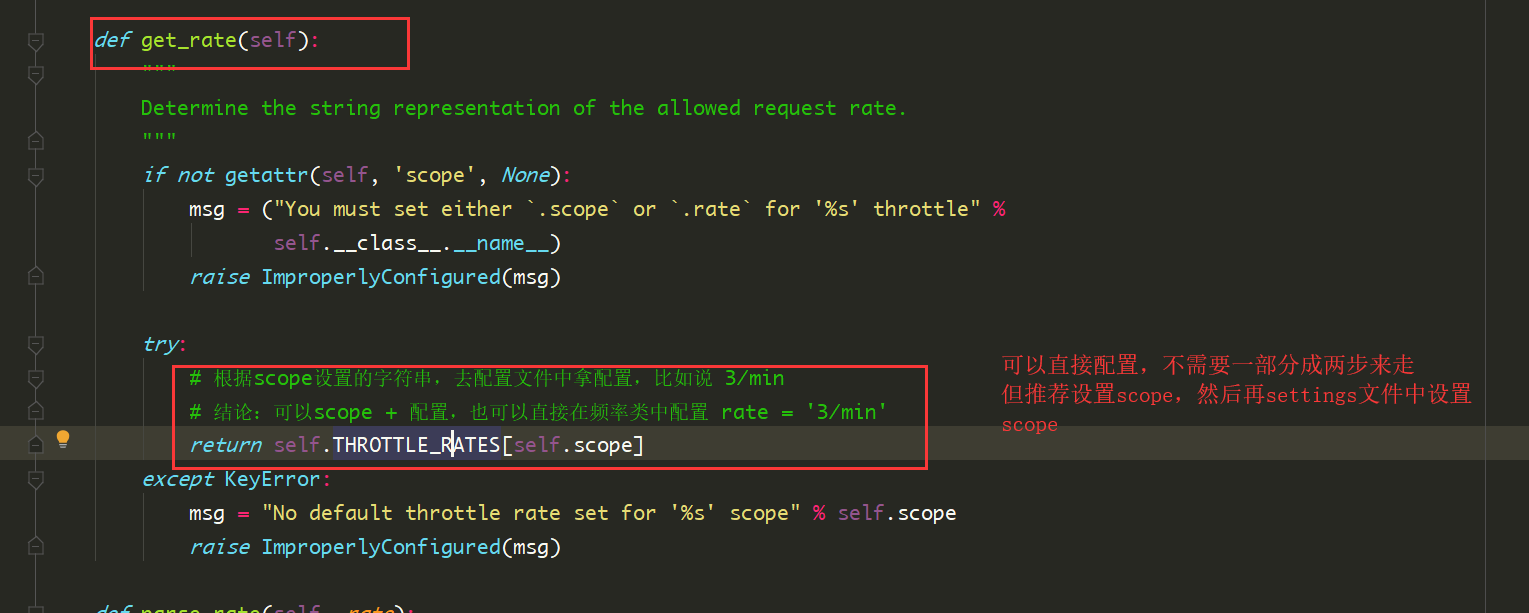 def get_rate(self):
"""
Determine the string representation of the allowed request rate.
"""
if not getattr(self, 'scope', None):
msg = ("You must set either `.scope` or `.rate` for '%s' throttle" %
self.__class__.__name__)
raise ImproperlyConfigured(msg)
try:
# 根据scope设置的字符串，去配置文件中拿配置，比如说 3/min
# 结论：可以scope + 配置，也可以直接在频率类中配置 rate = '3/min'
return self.THROTTLE_RATES[self.scope]
except KeyError:
msg = "No default throttle rate set for '%s' scope" % self.scope
raise ImproperlyConfigured(msg)
def parse_rate(self, rate):
可以直接配置，不需要一部分成两步来走
但推荐设置scope，然后再settings文件中设置
scope